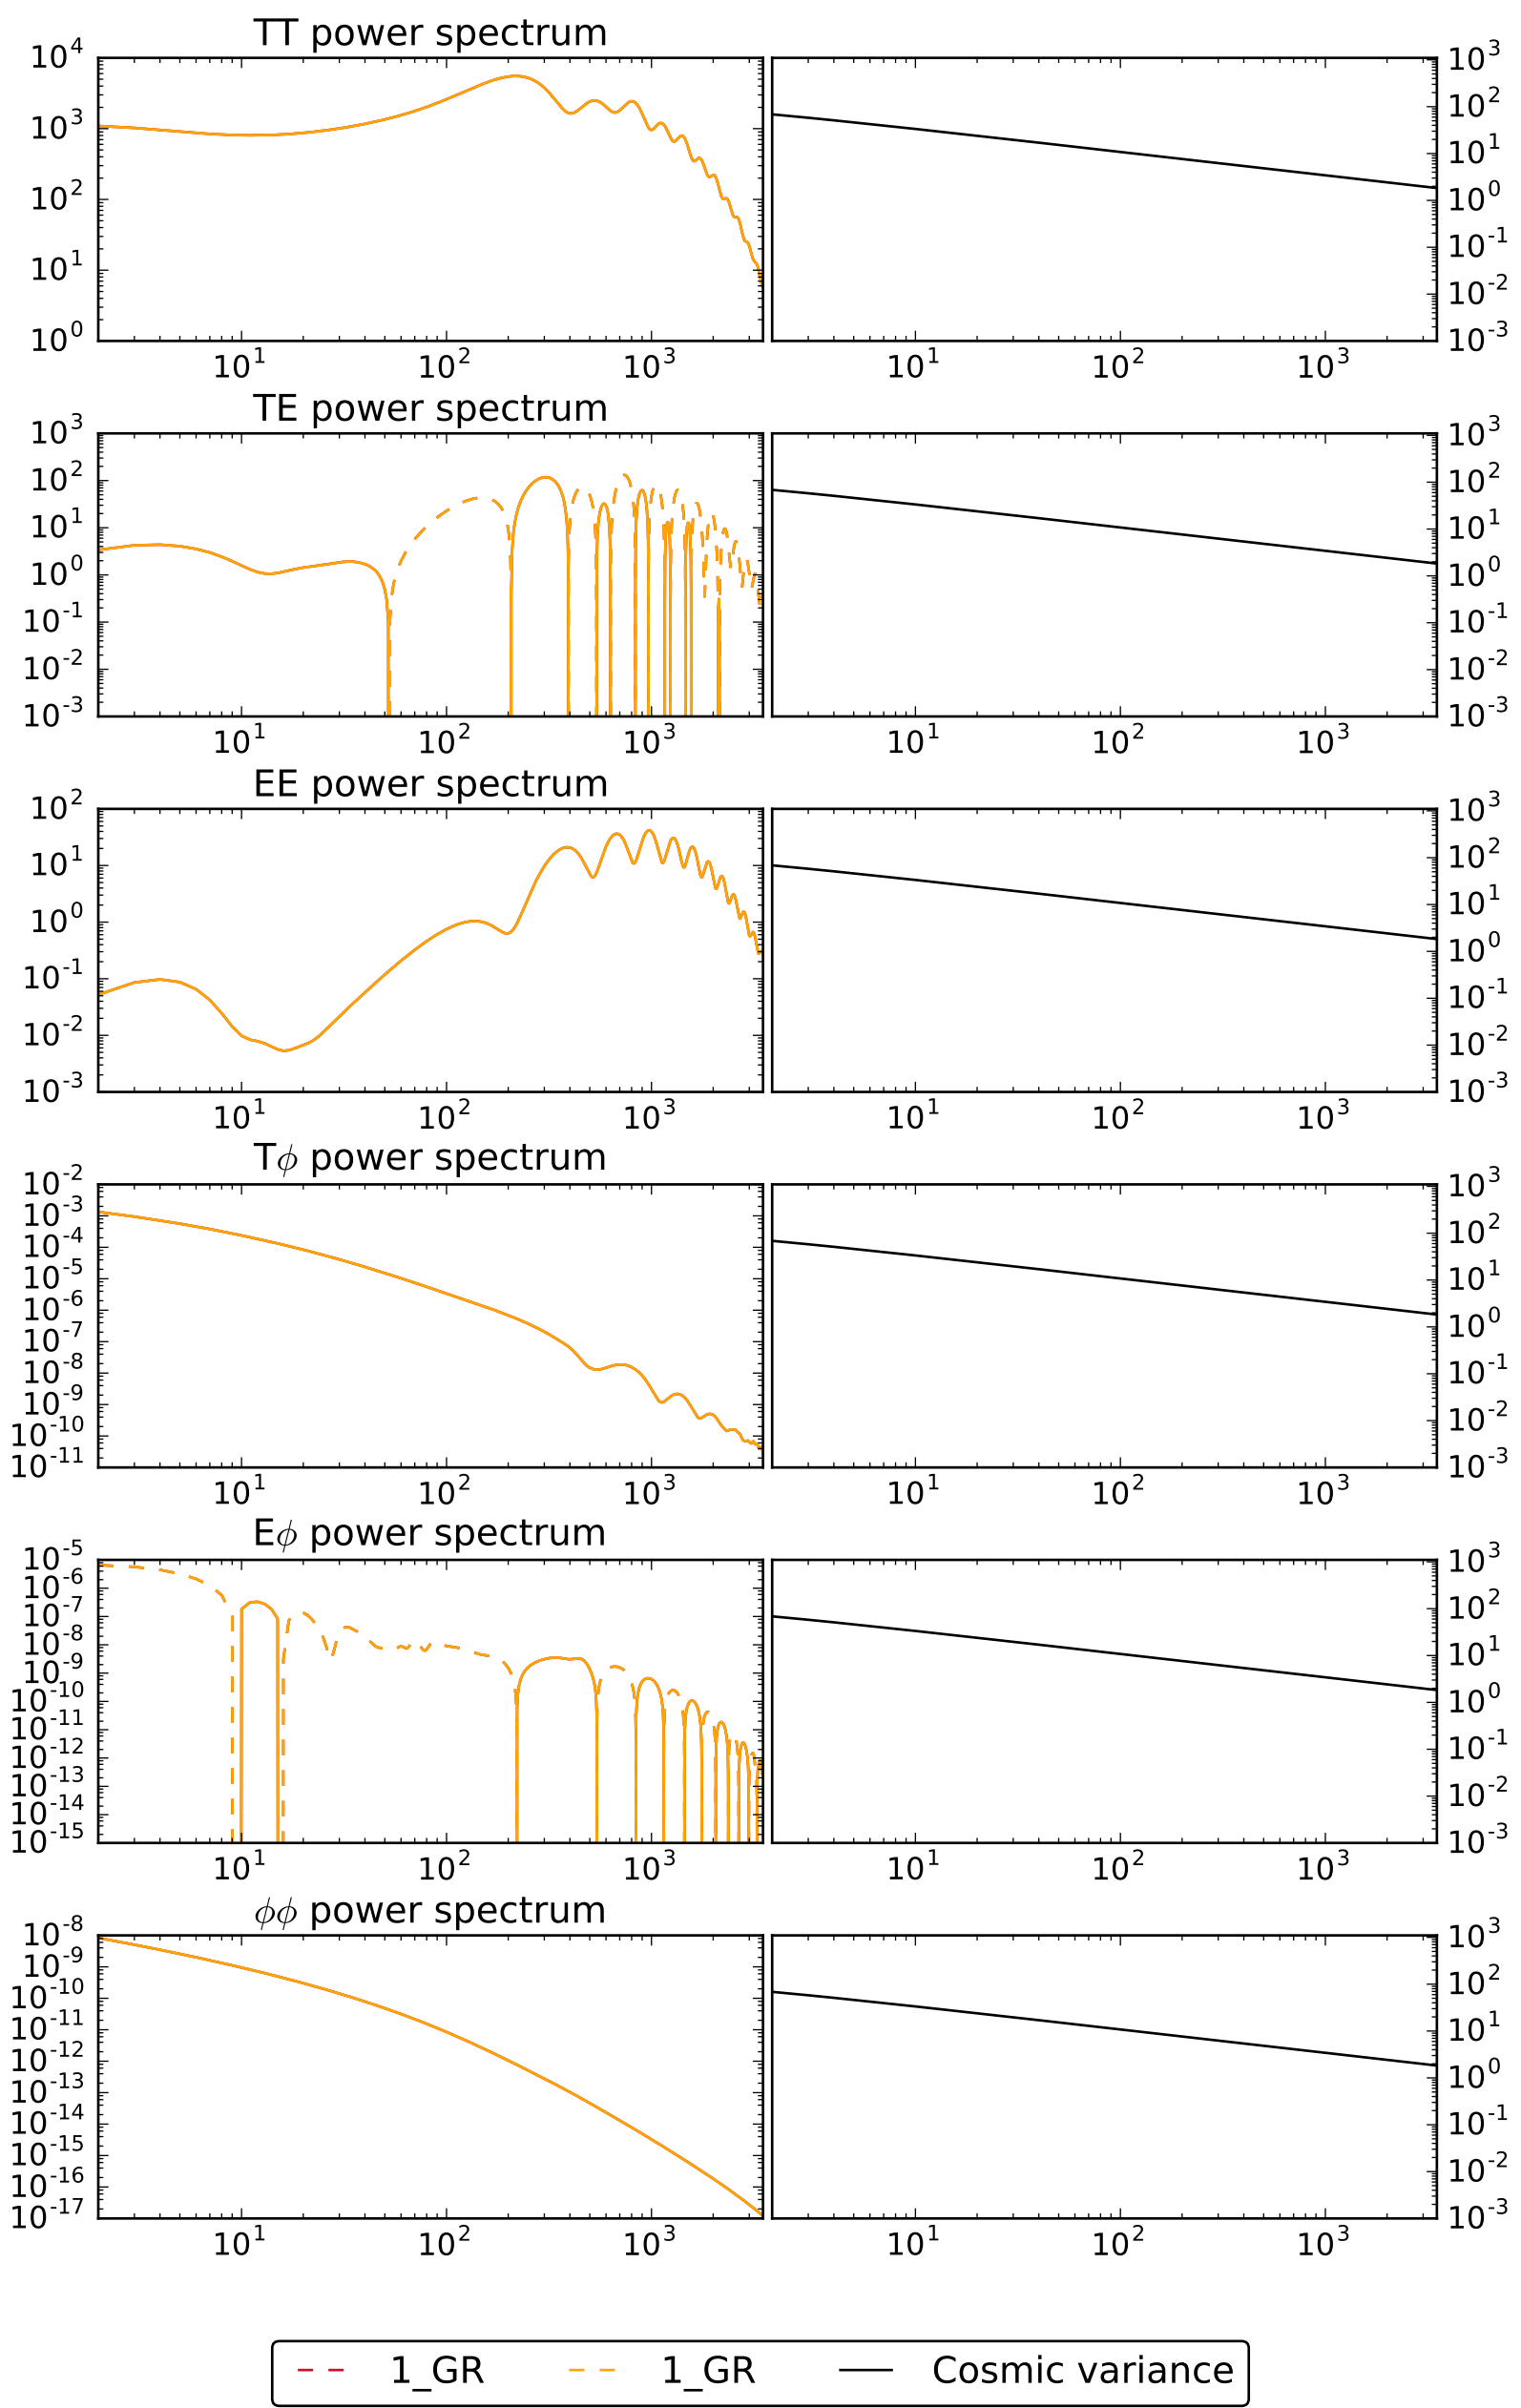 TT power spectrum
10^4 10^3 10^2 10^1 10^0
10^3 10^2 10^1 10^0 10^-1 10^-2 10^-3
10^1 10^2 10^3 10^1 10^2 10^3
TE power spectrum
10^3 10^2 10^1 10^0 10^-1 10^-2 10^-3
10^3 10^2 10^1 10^0 10^-1 10^-2 10^-3
10^1 10^2 10^3 10^1 10^2 10^3
EE power spectrum
10^2 10^1 10^0 10^-1 10^-2 10^-3
10^3 10^2 10^1 10^0 10^-1 10^-2 10^-3
10^1 10^2 10^3 10^1 10^2 10^3
Tϕ power spectrum
10^-2 10^-3 10^-4 10^-5 10^-6 10^-7 10^-8 10^-9 10^-10 10^-11
10^3 10^2 10^1 10^0 10^-1 10^-2 10^-3
10^1 10^2 10^3 10^1 10^2 10^3
Eϕ power spectrum
10^-5 10^-6 10^-7 10^-8 10^-9 10^-10 10^-11 10^-12 10^-13 10^-14 10^-15
10^3 10^2 10^1 10^0 10^-1 10^-2 10^-3
10^1 10^2 10^3 10^1 10^2 10^3
ϕϕ power spectrum
10^-8 10^-9 10^-10 10^-11 10^-12 10^-13 10^-14 10^-15 10^-16 10^-17
10^3 10^2 10^1 10^0 10^-1 10^-2 10^-3
10^1 10^2 10^3 10^1 10^2 10^3
1_GR 1_GR Cosmic variance